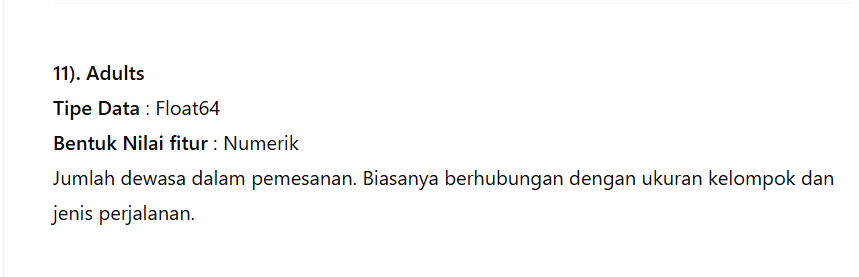 11). Adults
Tipe Data : Float64
Bentuk Nilai fitur : Numerik
Jumlah dewasa dalam pemesanan. Biasanya berhubungan dengan ukuran kelompok dan
jenis perjalanan.